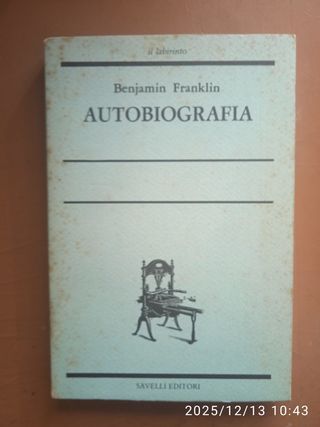 il labirinto
Benjamin Franklin
AUTOBIOGRAFIA
SAVELLI EDITORI
2025/12/13 10:43